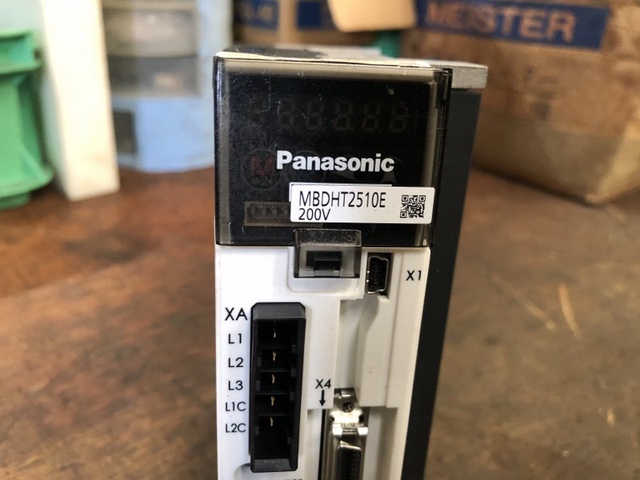 MEISTER
Panasonic
MBDHT2510E
200V
X1
XA
L1
L2
L3
L1C
L2C
X4